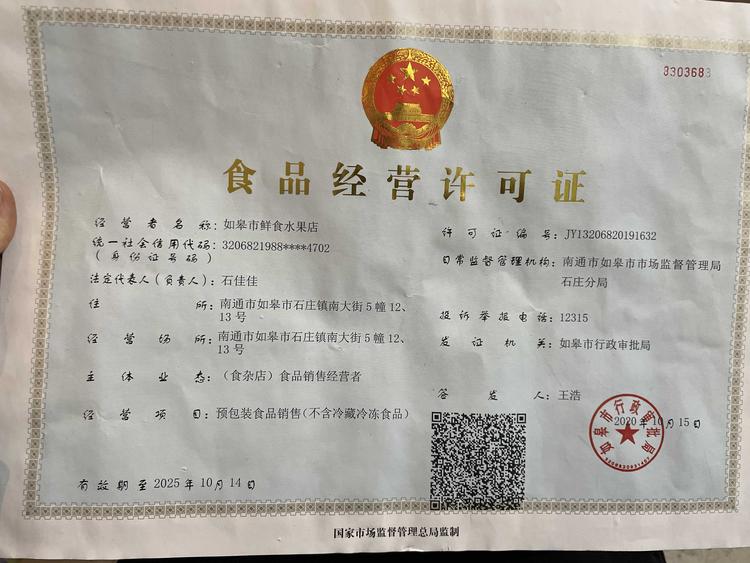 3303683
食品经营许可证
经营者名称：如皋市鲜食水果店
统一社会信用代码：3206821988****4702
（身份证号码）
法定代表人（负责人）：石佳佳
住所：南通市如皋市石庄镇南大街5幢12、
13号
经营场所：南通市如皋市石庄镇南大街5幢12、
13号
主体业态：（食杂店）食品销售经营者
经营项目：预包装食品销售（不含冷藏冷冻食品）
有效期至2025年10月14日
许可证编号：JY13206820191632
日常监督管理机构：南通市如皋市市场监督管理局
石庄分局
投诉举报电话：12315
发证机关：如皋市行政审批局
签发人：王浩
2020年10月15日
如皋市行政审批局
国家市场监督管理总局监制